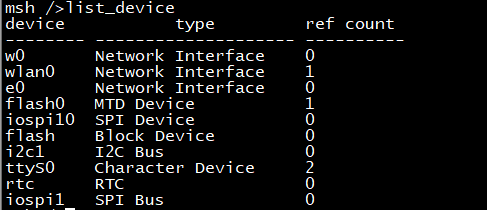 msh />list_device
device type ref count
-------- -------------------- ----------
w0 Network Interface 0
wlan0 Network Interface 1
e0 Network Interface 0
flash0 MTD Device 1
iospi10 SPI Device 0
flash Block Device 0
i2c1 I2C Bus 0
ttyS0 Character Device 2
rtc RTC 0
iospi1 SPI Bus 0